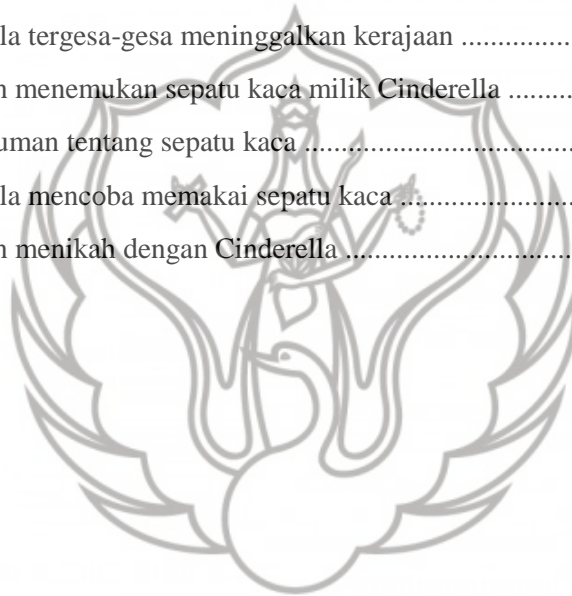 la tergesa-gesa meninggalkan kerajaan ..................
n menemukan sepatu kaca milik Cinderella ..........
uman tentang sepatu kaca .........................................
la mencoba memakai sepatu kaca ...........................
n menikah dengan Cinderella ...................................